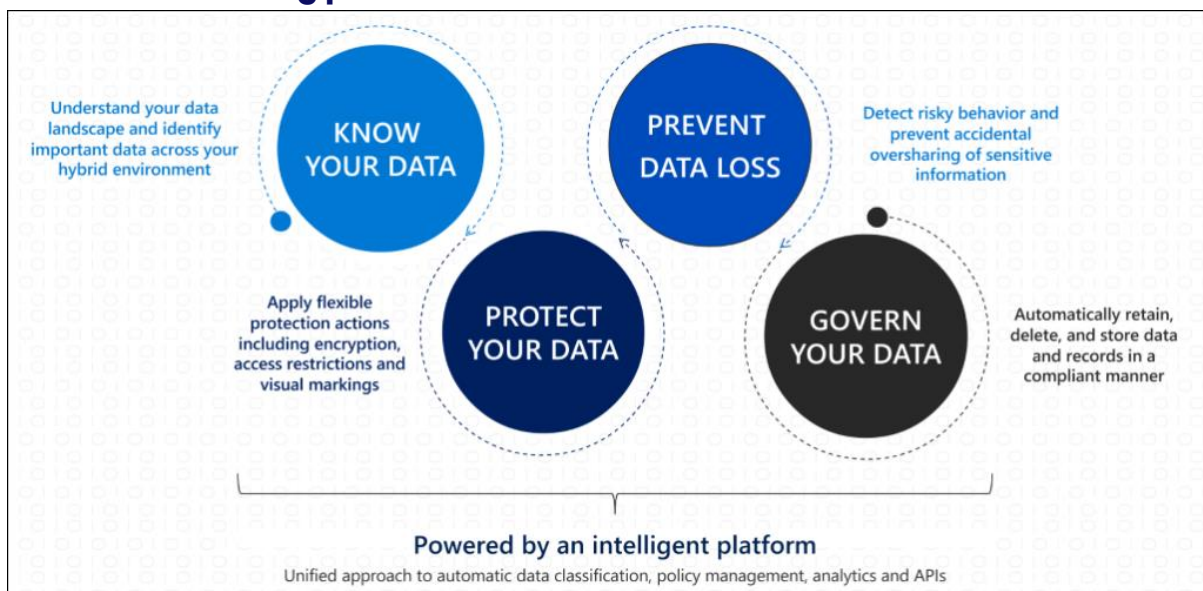 Understand your data
landscape and identify
important data across your
hybrid environment
KNOW
YOUR DATA
PREVENT
DATA LOSS
Detect risky behavior and
prevent accidental
oversharing of sensitive
information
Apply flexible
protection actions
including encryption,
access restrictions and
visual markings
PROTECT
YOUR DATA
GOVERN
YOUR DATA
Automatically retain,
delete, and store data
and records in a
compliant manner
Powered by an intelligent platform
Unified approach to automatic data classification, policy management, analytics and APIs